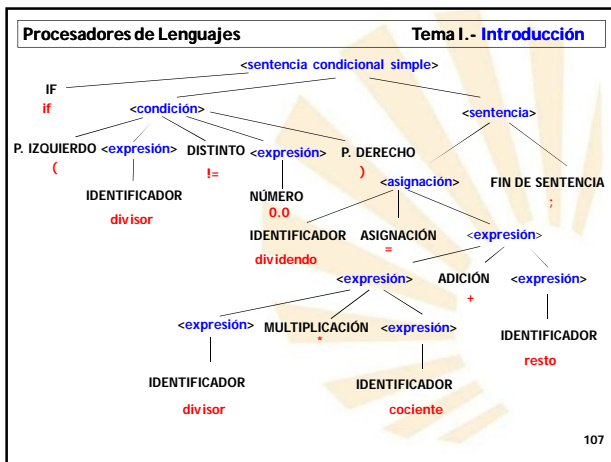 Procesadores de Lenguajes Tema I.- Introducción
<sentencia condicional simple>
IF
if
<condición> <sentencia>
P. IZQUIERDO <expresión> DISTINTO <expresión> P. DERECHO
( != )
<asignación> FIN DE SENTENCIA
;
IDENTIFICADOR NÚMERO
divisor 0.0
IDENTIFICADOR ASIGNACIÓN <expresión>
dividendo =
<expresión> ADICIÓN <expresión>
+
<expresión> MULTIPLICACIÓN <expresión> IDENTIFICADOR
* resto
IDENTIFICADOR IDENTIFICADOR
divisor cociente
107